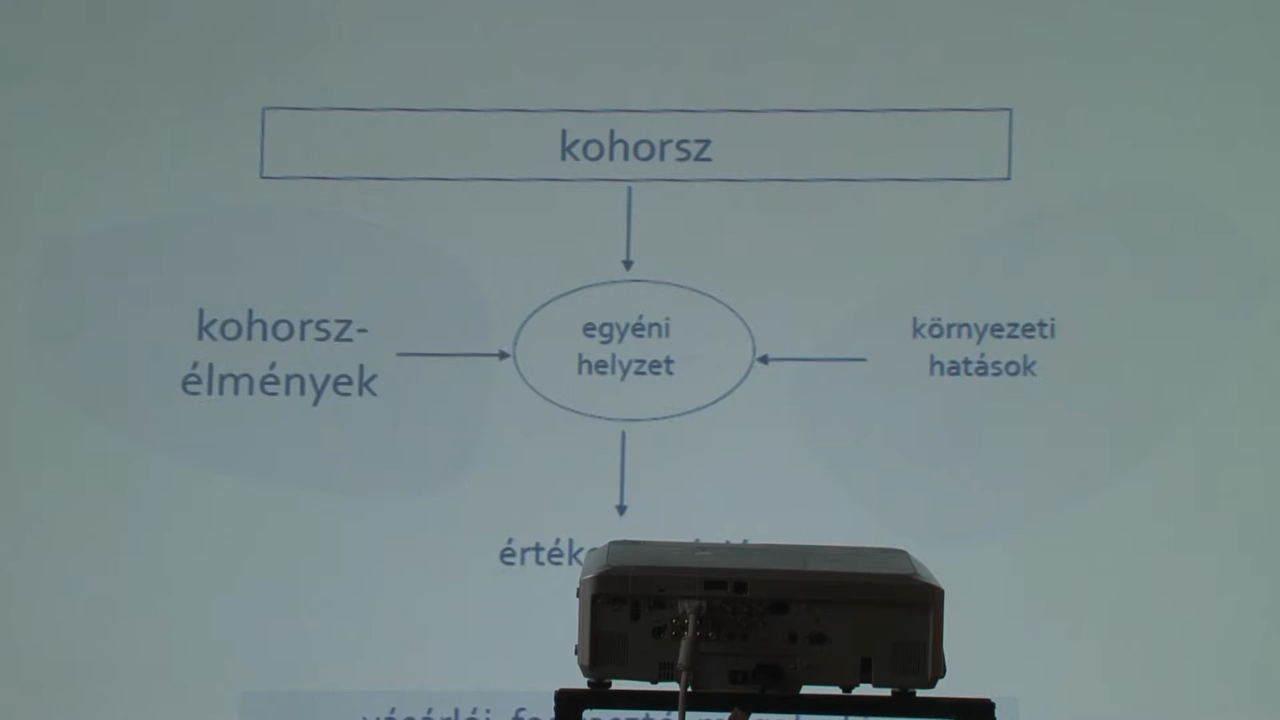 kohorsz
kohorsz-
élmények
egyéni
helyzet
környezeti
hatások